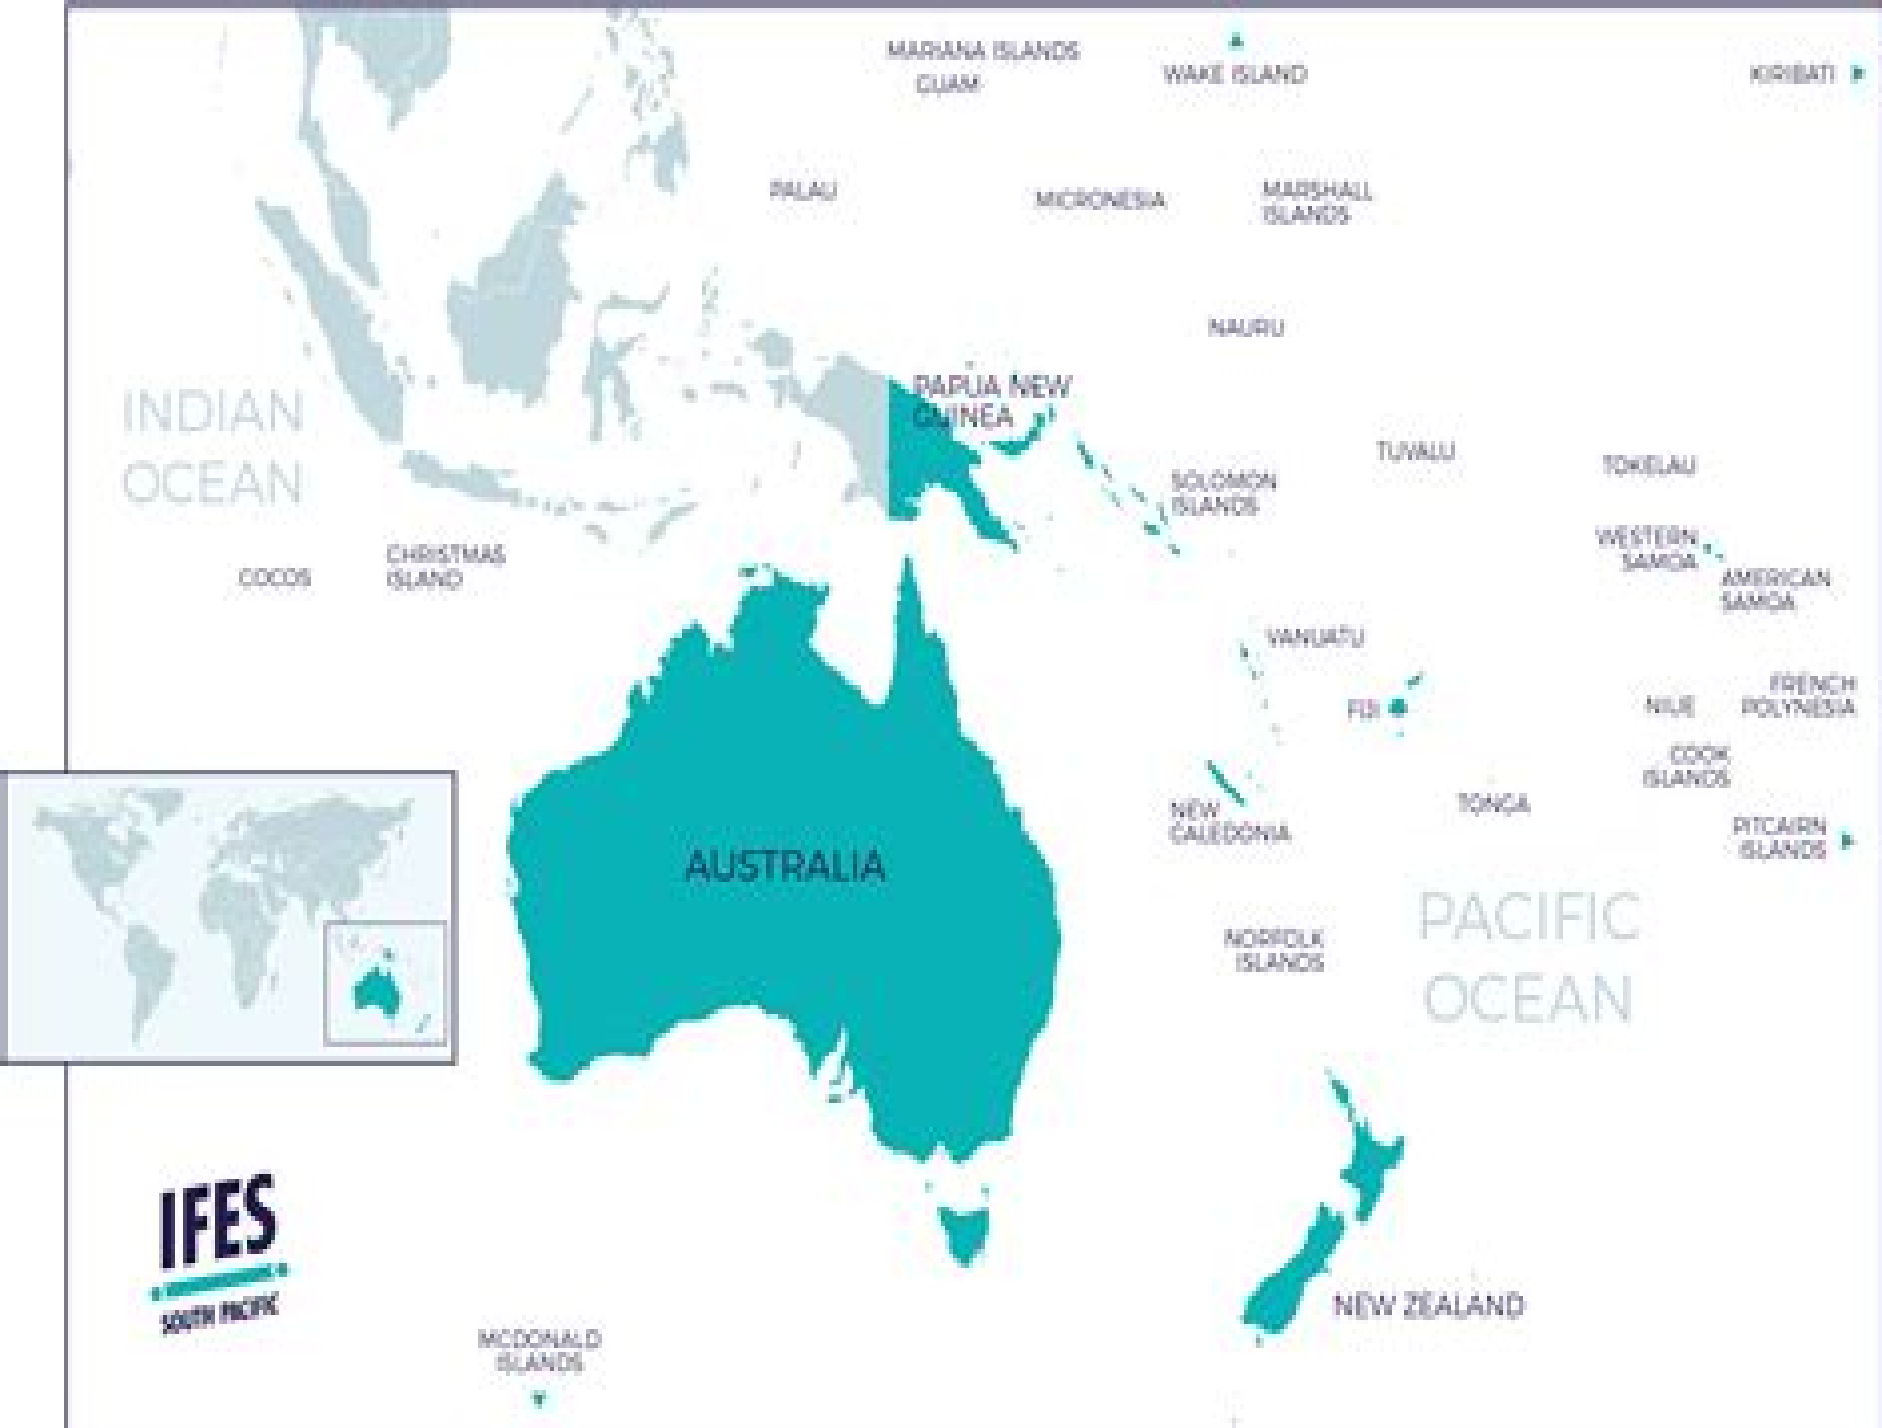 MARIANA ISLANDS
GUAM
WAKE ISLAND
KIRIBATI
PALAU
MICRONESIA
MARSHALL
ISLANDS
NAURU
PAPUA NEW
GUINEA
INDIAN
OCEAN
SOLOMON
ISLANDS
TUVALU
TOKELAU
COCOS
CHRISTMAS
ISLAND
WESTERN
SAMOA
AMERICAN
SAMOA
VANUATU
FIJI
NIUE
FRENCH
POLYNESIA
COOK
ISLANDS
NEW
CALEDONIA
TONGA
PITCAIRN
ISLANDS
AUSTRALIA
NORFOLK
ISLANDS
PACIFIC
OCEAN
IFES
SOUTH PACIFIC
NEW ZEALAND
MCDONALD
ISLANDS